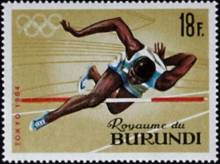 18F.
TOKYO 1964
Royaume du
BURUNDI